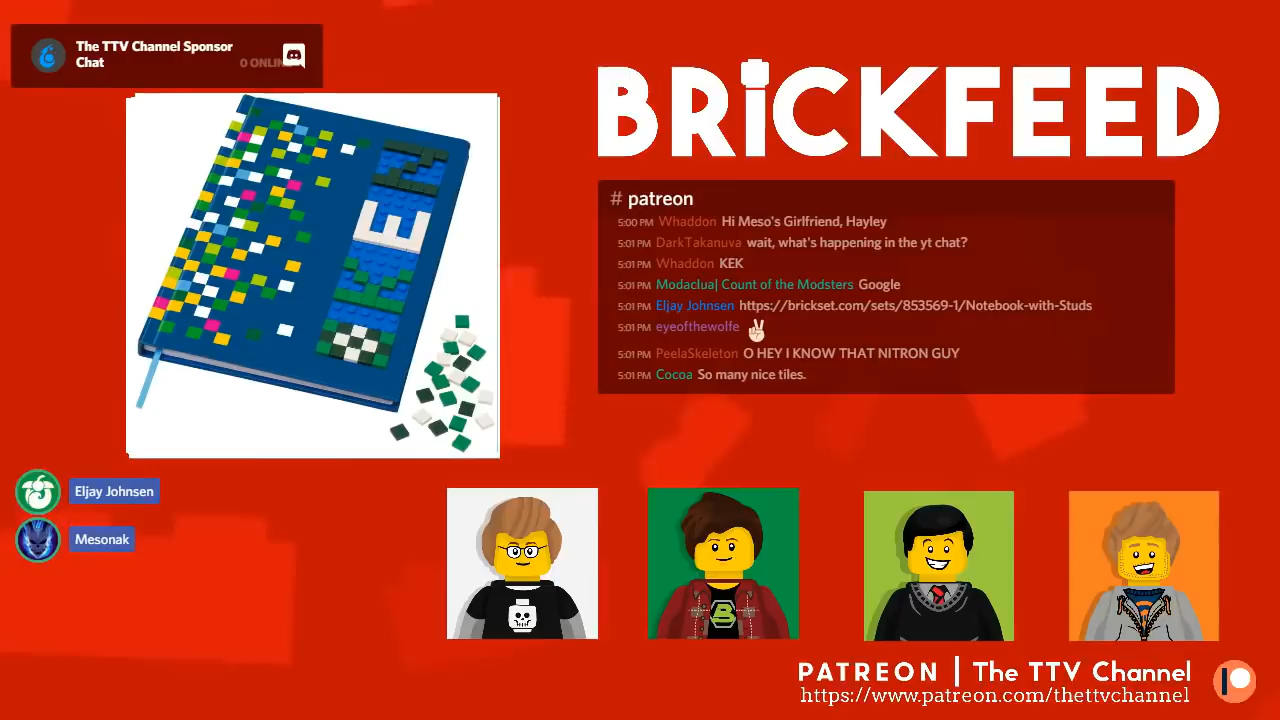 The TTV Channel Sponsor
Chat
0 ONLIN
BRiCKFEED
# patreon
5:00 PM Whaddon Hi Meso's Girlfriend, Hayley
5:01 PM DarkTakanuva wait, what's happening in the yt chat?
5:01 PM Whaddon KEK
5:01 PM Modaclua| Count of the Modsters Google
5:01 PM Eljay Johnsen https://brickset.com/sets/853569-1/Notebook-with-Studs
5:01 PM eyeofthewolfe ✌
5:01 PM PeelaSkeleton O HEY I KNOW THAT NITRON GUY
5:01 PM Cocoa So many nice tiles.
Eljay Johnsen
Mesonak
PATREON | The TTV Channel
https://www.patreon.com/thettvchannel